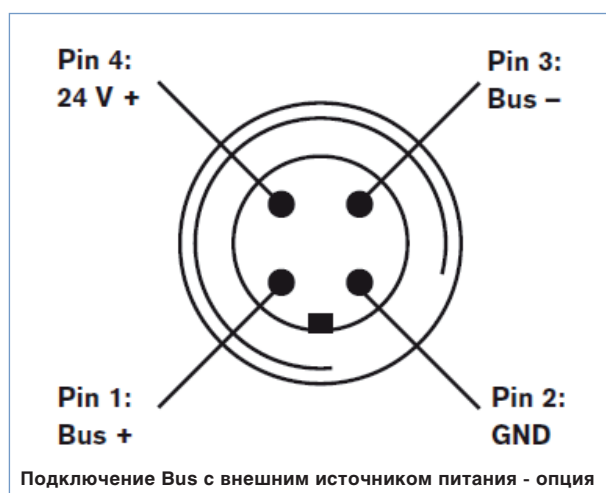 Pin 4:
24 V +
Pin 3:
Bus –
Pin 1:
Bus +
Pin 2:
GND
Подключение Bus с внешним источником питания - опция